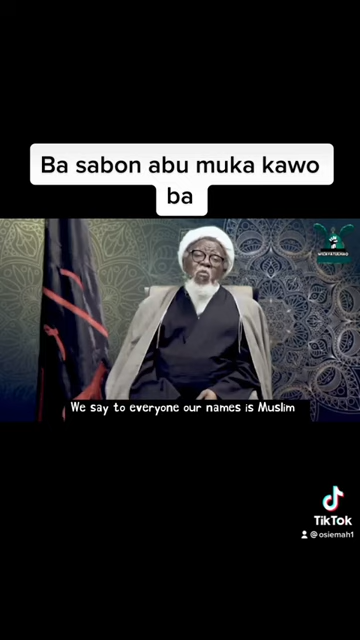 Ba sabon abu muka kawo
ba
We say to everyone our names is Muslim
TikTok
@osiemah1